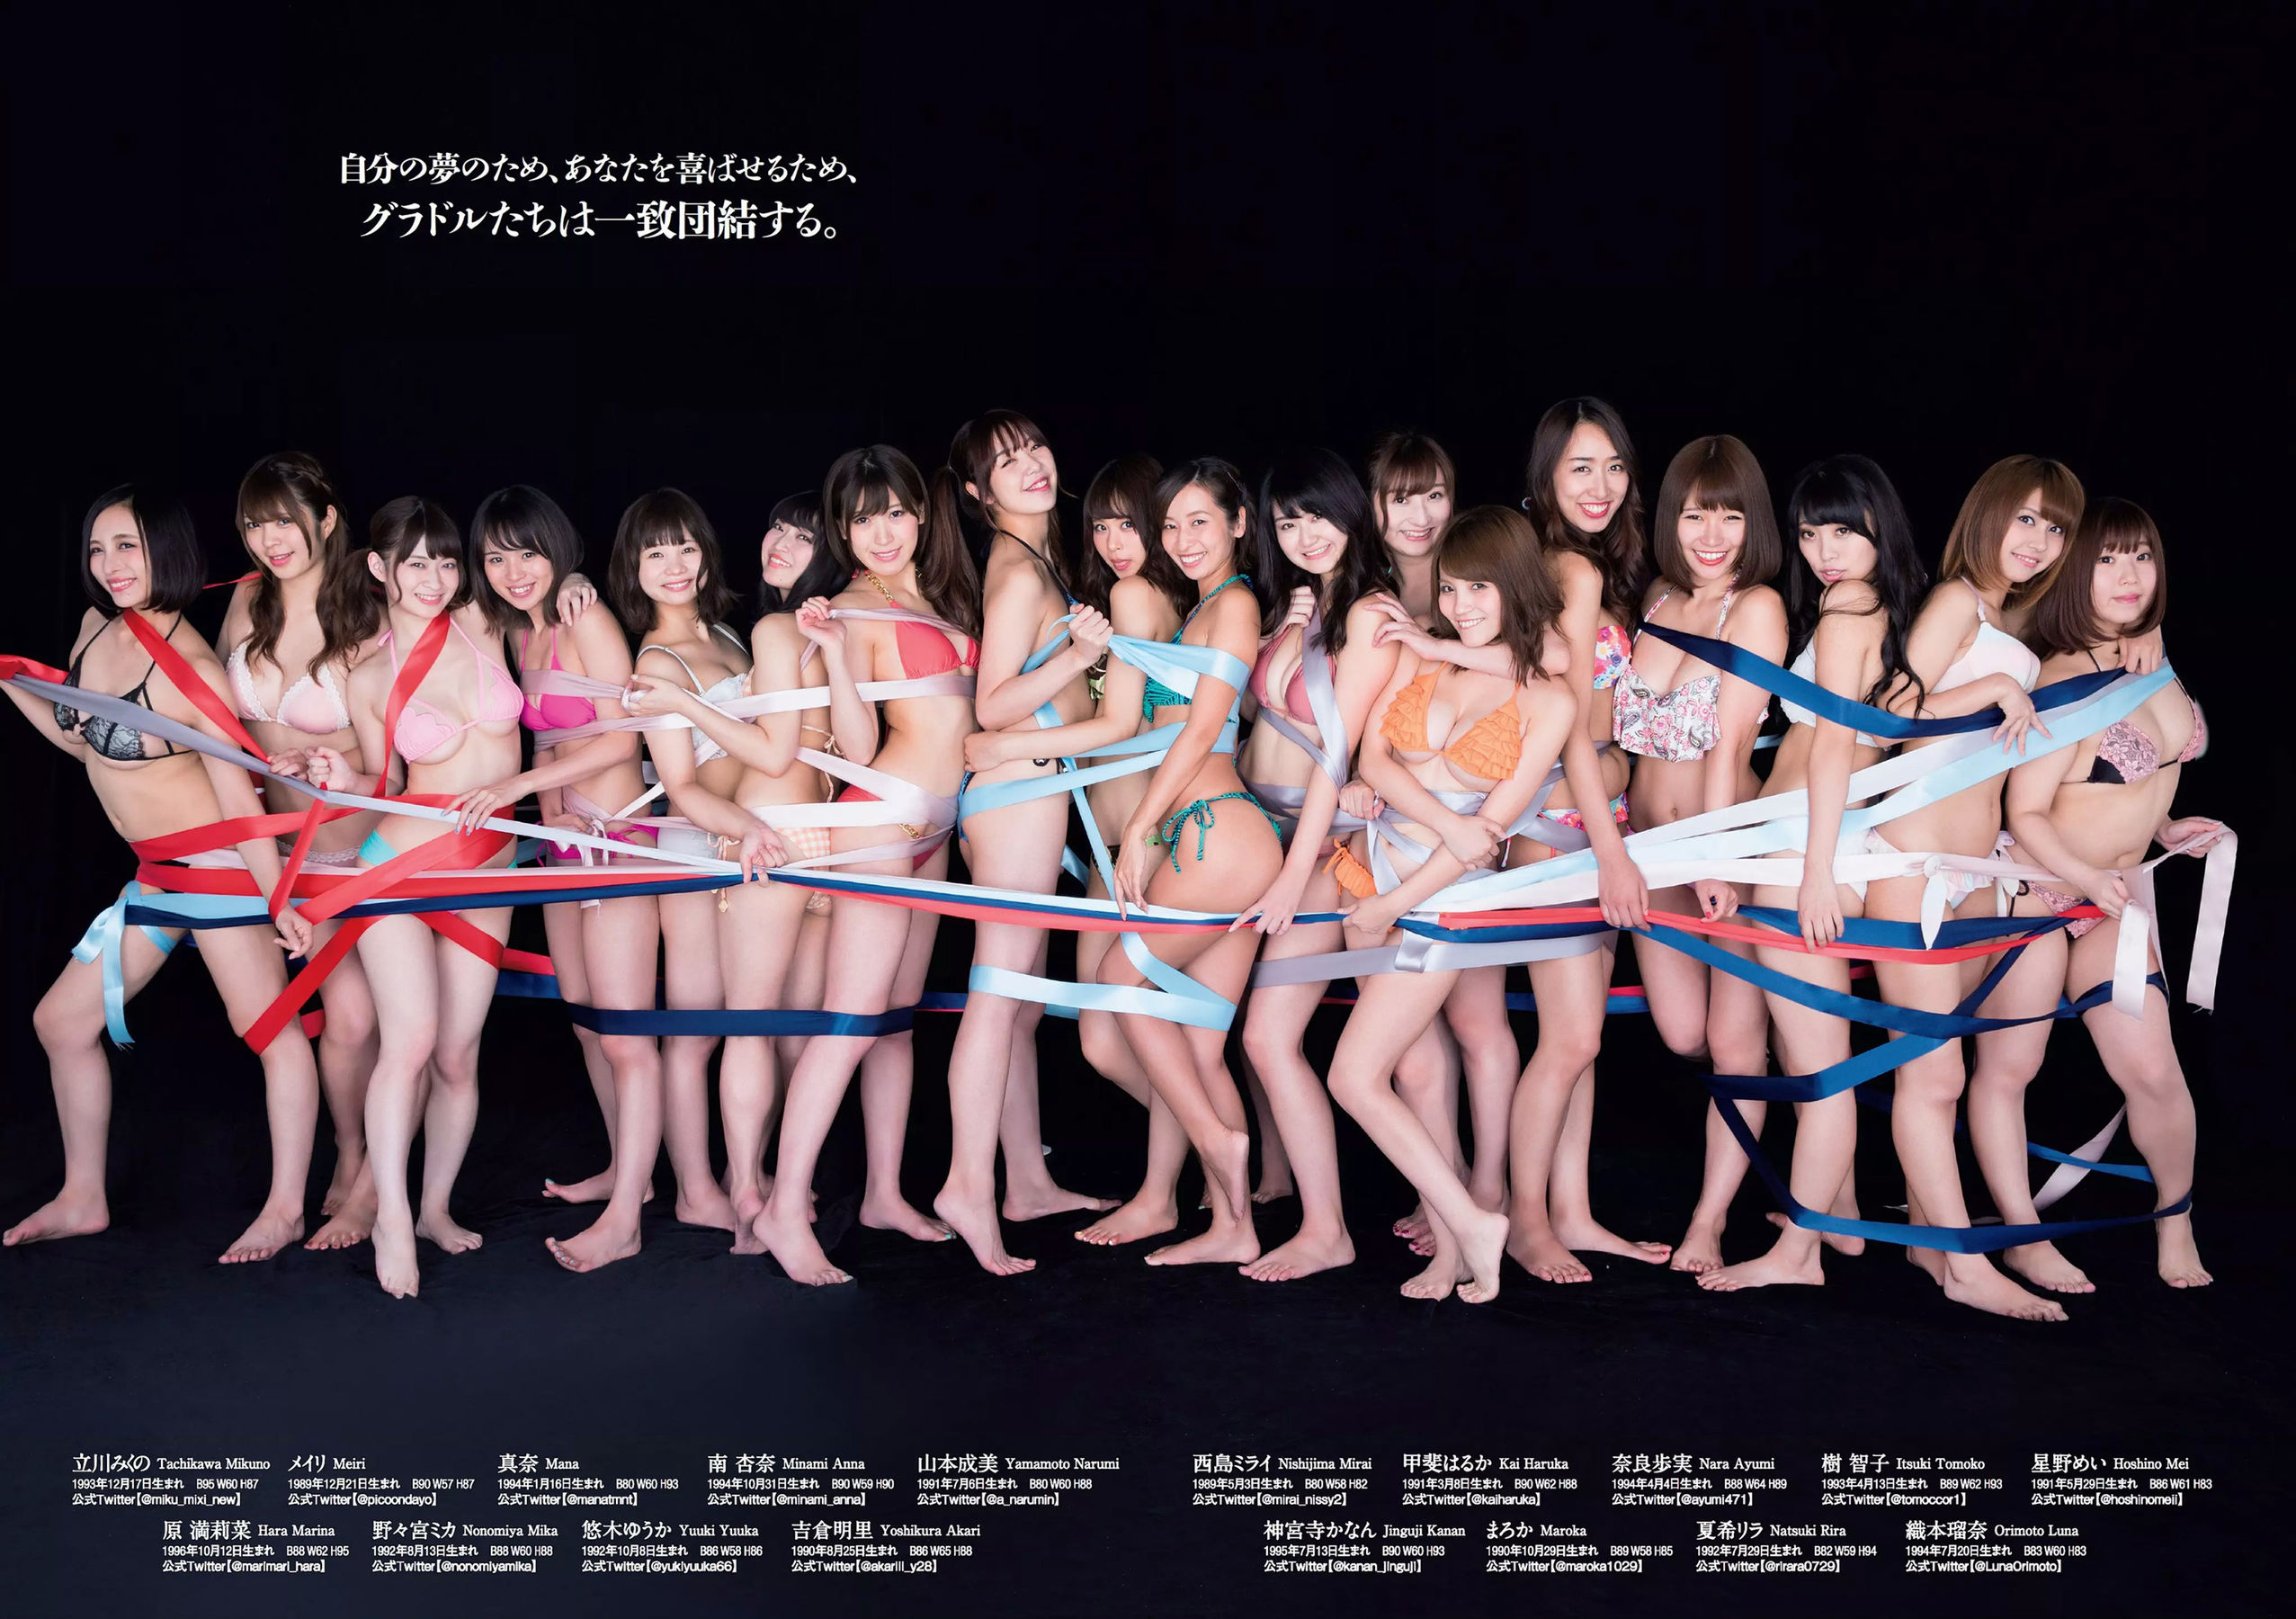 自分の夢のため、あなたを喜ばせるため、
グラドルたちは一致団結する。
立川みくの Tachikawa Mikuno
1993年12月17日生まれ B95 W60 H87
公式Twitter【@miku_mixi_new】
メイリ Meiri
1989年12月21日生まれ B90 W57 H87
公式Twitter【@picoondayo】
真奈 Mana
1994年1月16日生まれ B80 W60 H93
公式Twitter【@manatmnt】
南 杏奈 Minami Anna
1994年10月31日生まれ B90 W59 H90
公式Twitter【@minami_anna】
山本成美 Yamamoto Narumi
1991年7月6日生まれ B80 W60 H88
公式Twitter【@a_narumin】
原 満莉菜 Hara Marina
1996年10月12日生まれ B88 W62 H95
公式Twitter【@marimari_hara】
野々宮ミカ Nonomiya Mika
1992年8月13日生まれ B88 W60 H88
公式Twitter【@nonomiyamika】
悠木ゆうか Yuuki Yuuka
1992年10月8日生まれ B86 W58 H86
公式Twitter【@yukiyuuka66】
吉倉明里 Yoshikura Akari
1990年8月25日生まれ B86 W65 H88
公式Twitter【@akariii_y28】
西島ミライ Nishijima Mirai
1989年5月3日生まれ B80 W58 H82
公式Twitter【@mirai_nissy2】
甲斐はるか Kai Haruka
1991年3月8日生まれ B90 W62 H88
公式Twitter【@kaiharuka】
奈良歩実 Nara Ayumi
1994年4月4日生まれ B88 W64 H89
公式Twitter【@ayumi471】
樹 智子 Itsuki Tomoko
1993年4月13日生まれ B89 W62 H93
公式Twitter【@tomoccor1】
星野めい Hoshino Mei
1991年5月29日生まれ B86 W61 H83
公式Twitter【@hoshinomeii】
神宮寺かなん Jinguji Kanan
1995年7月13日生まれ B90 W60 H93
公式Twitter【@kanan_jinguji】
まろか Maroka
1990年10月29日生まれ B89 W58 H85
公式Twitter【@maroka1029】
夏希リラ Natsuki Rira
1992年7月29日生まれ B82 W59 H94
公式Twitter【@rirara0729】
織本瑠奈 Orimoto Luna
1994年7月20日生まれ B83 W60 H83
公式Twitter【@LunaOrimoto】